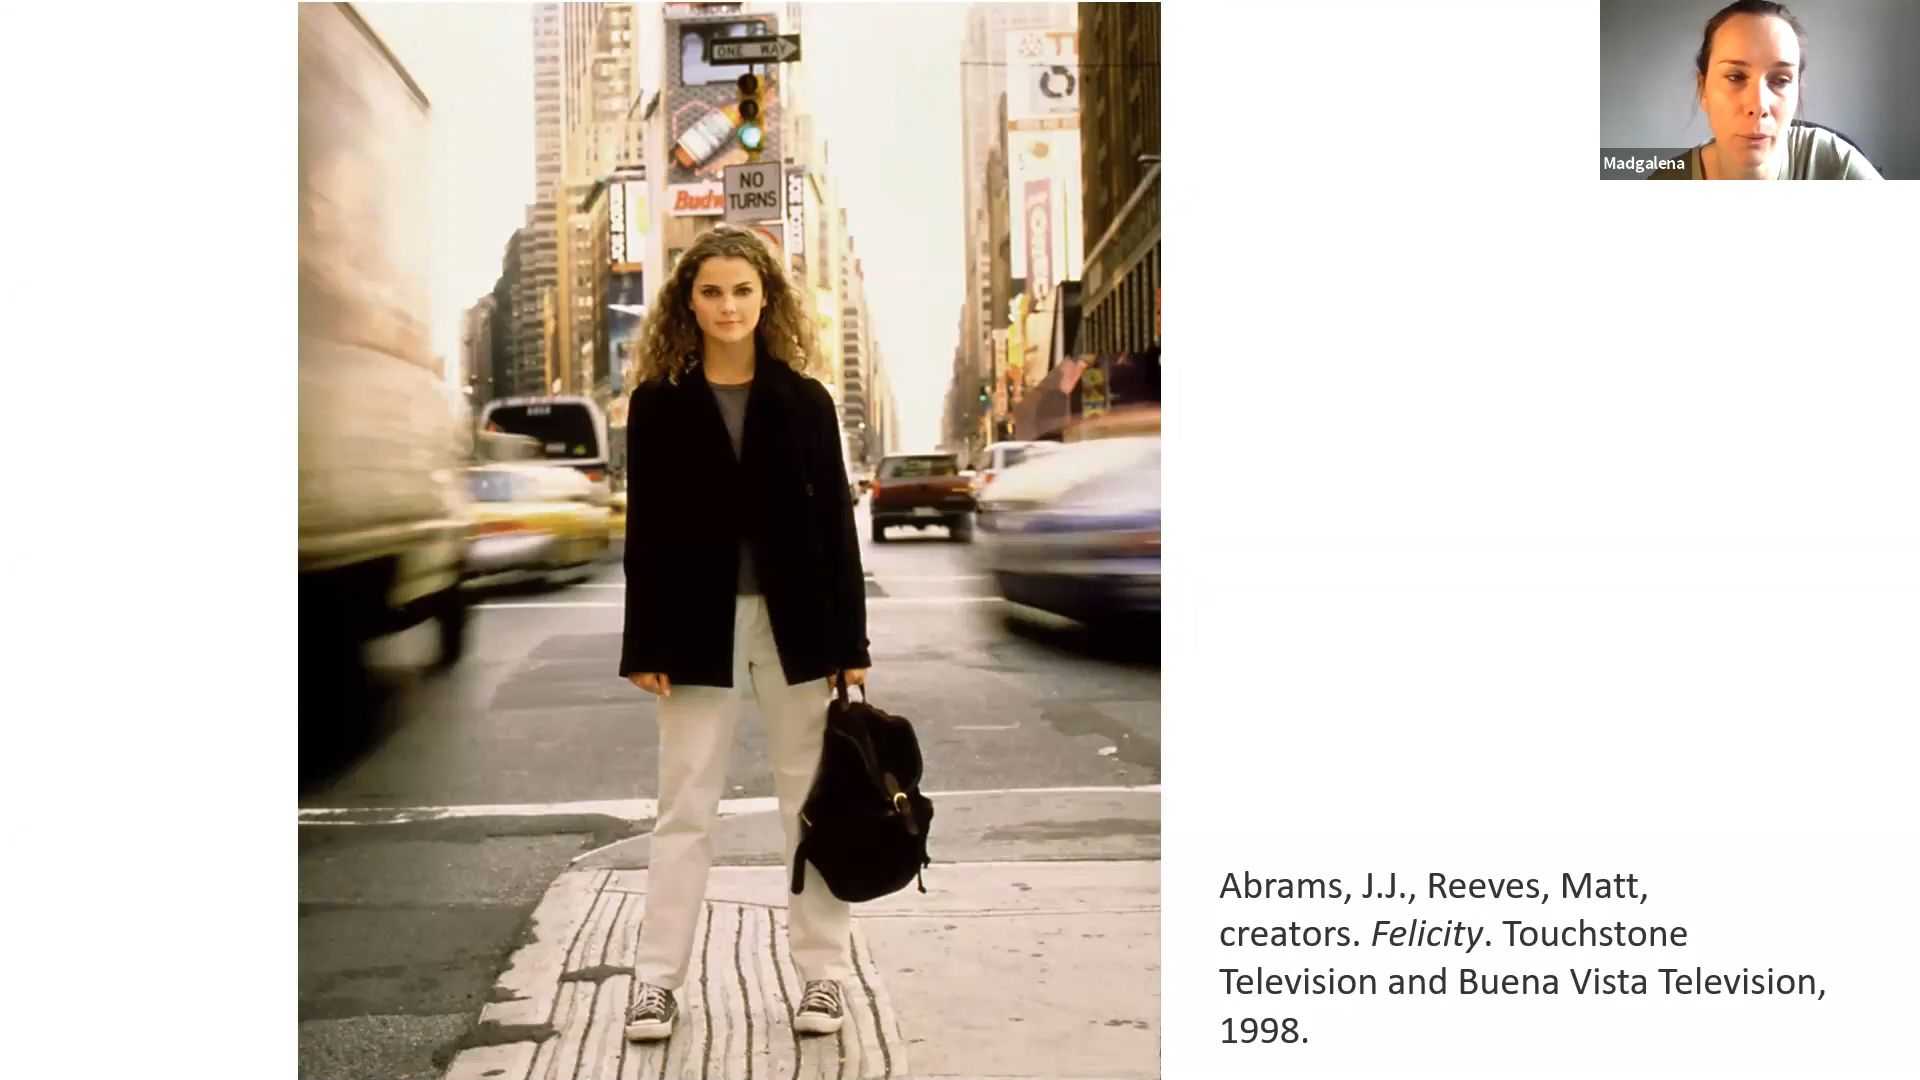 ONE WAY
NO
TURNS
Budw
Madgalena
Abrams, J.J., Reeves, Matt,
creators. Felicity. Touchstone
Television and Buena Vista Television,
1998.